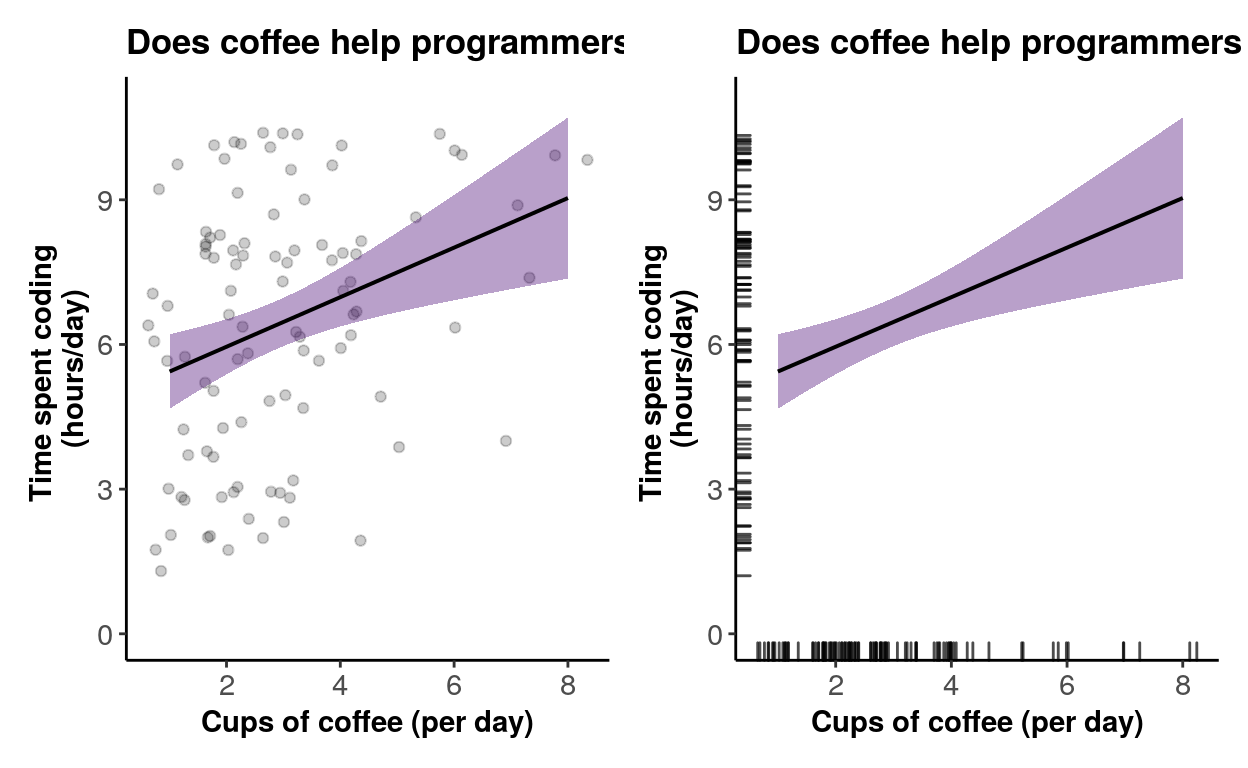 Does coffee help programmers
Time spent coding
(hours/day)
9
6
3
0
2 4 6 8
Cups of coffee (per day)
Does coffee help programmers
Time spent coding
(hours/day)
9
6
3
0
2 4 6 8
Cups of coffee (per day)